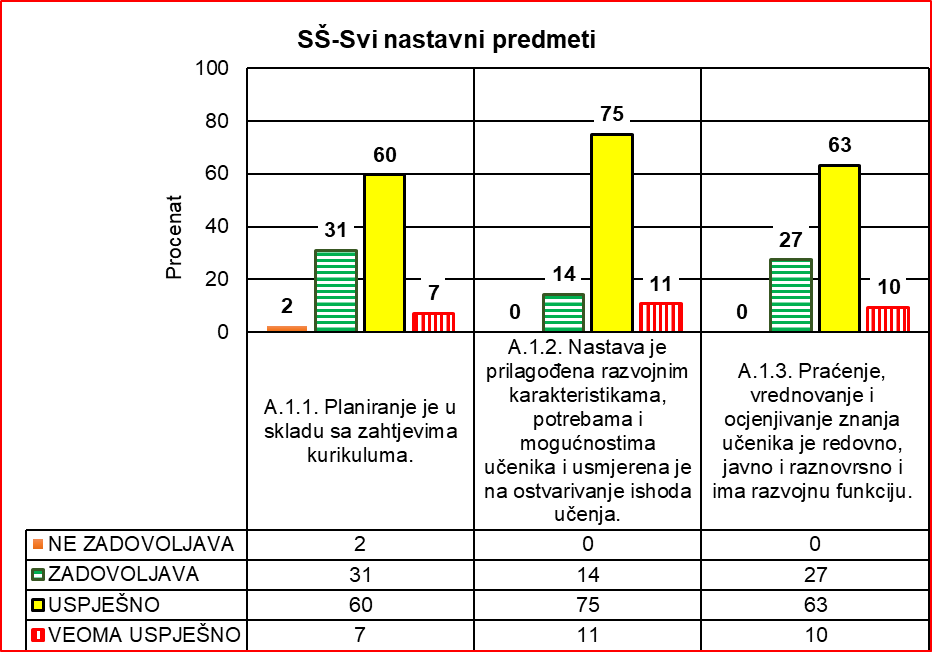 SŠ-Svi nastavni predmeti
Procenat
100
80
60
40
20
0
2
31
60
7
0
14
75
11
0
27
63
10
A.1.1. Planiranje je u
skladu sa zahtjevima
kurikuluma.
A.1.2. Nastava je
prilagođena razvojnim
karakteristikama,
potrebama i
mogućnostima
učenika i usmjerena je
na ostvarivanje ishoda
učenja.
A.1.3. Praćenje,
vrednovanje i
ocjenjivanje znanja
učenika je redovno,
javno i raznovrsno i
ima razvojnu funkciju.
NE ZADOVOLJAVA 2 0 0
ZADOVOLJAVA 31 14 27
USPJEŠNO 60 75 63
VEOMA USPJEŠNO 7 11 10